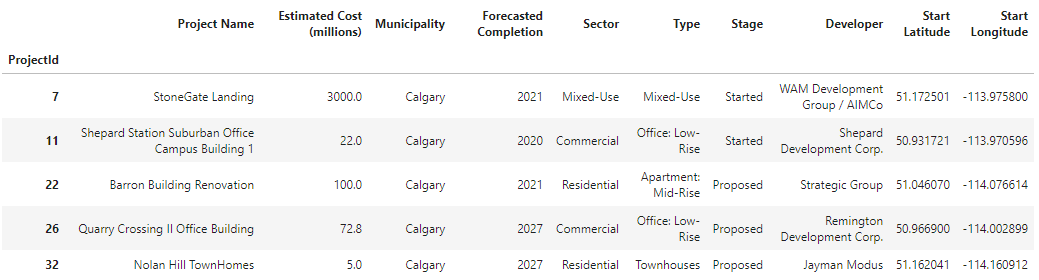 Project Name Estimated Cost (millions) Municipality Forecasted Completion Sector Type Stage Developer Start Latitude Start Longitude
ProjectId
7 StoneGate Landing 3000.0 Calgary 2021 Mixed-Use Mixed-Use Started WAM Development Group / AIMCo 51.172501 -113.975800
11 Shepard Station Suburban Office Campus Building 1 22.0 Calgary 2020 Commercial Office: Low-Rise Started Shepard Development Corp. 50.931721 -113.970596
22 Barron Building Renovation 100.0 Calgary 2021 Residential Apartment: Mid-Rise Proposed Strategic Group 51.046070 -114.076614
26 Quarry Crossing II Office Building 72.8 Calgary 2027 Commercial Office: Low-Rise Proposed Remington Development Corp. 50.966900 -114.002899
32 Nolan Hill TownHomes 5.0 Calgary 2027 Residential Townhouses Proposed Jayman Modus 51.162041 -114.160912